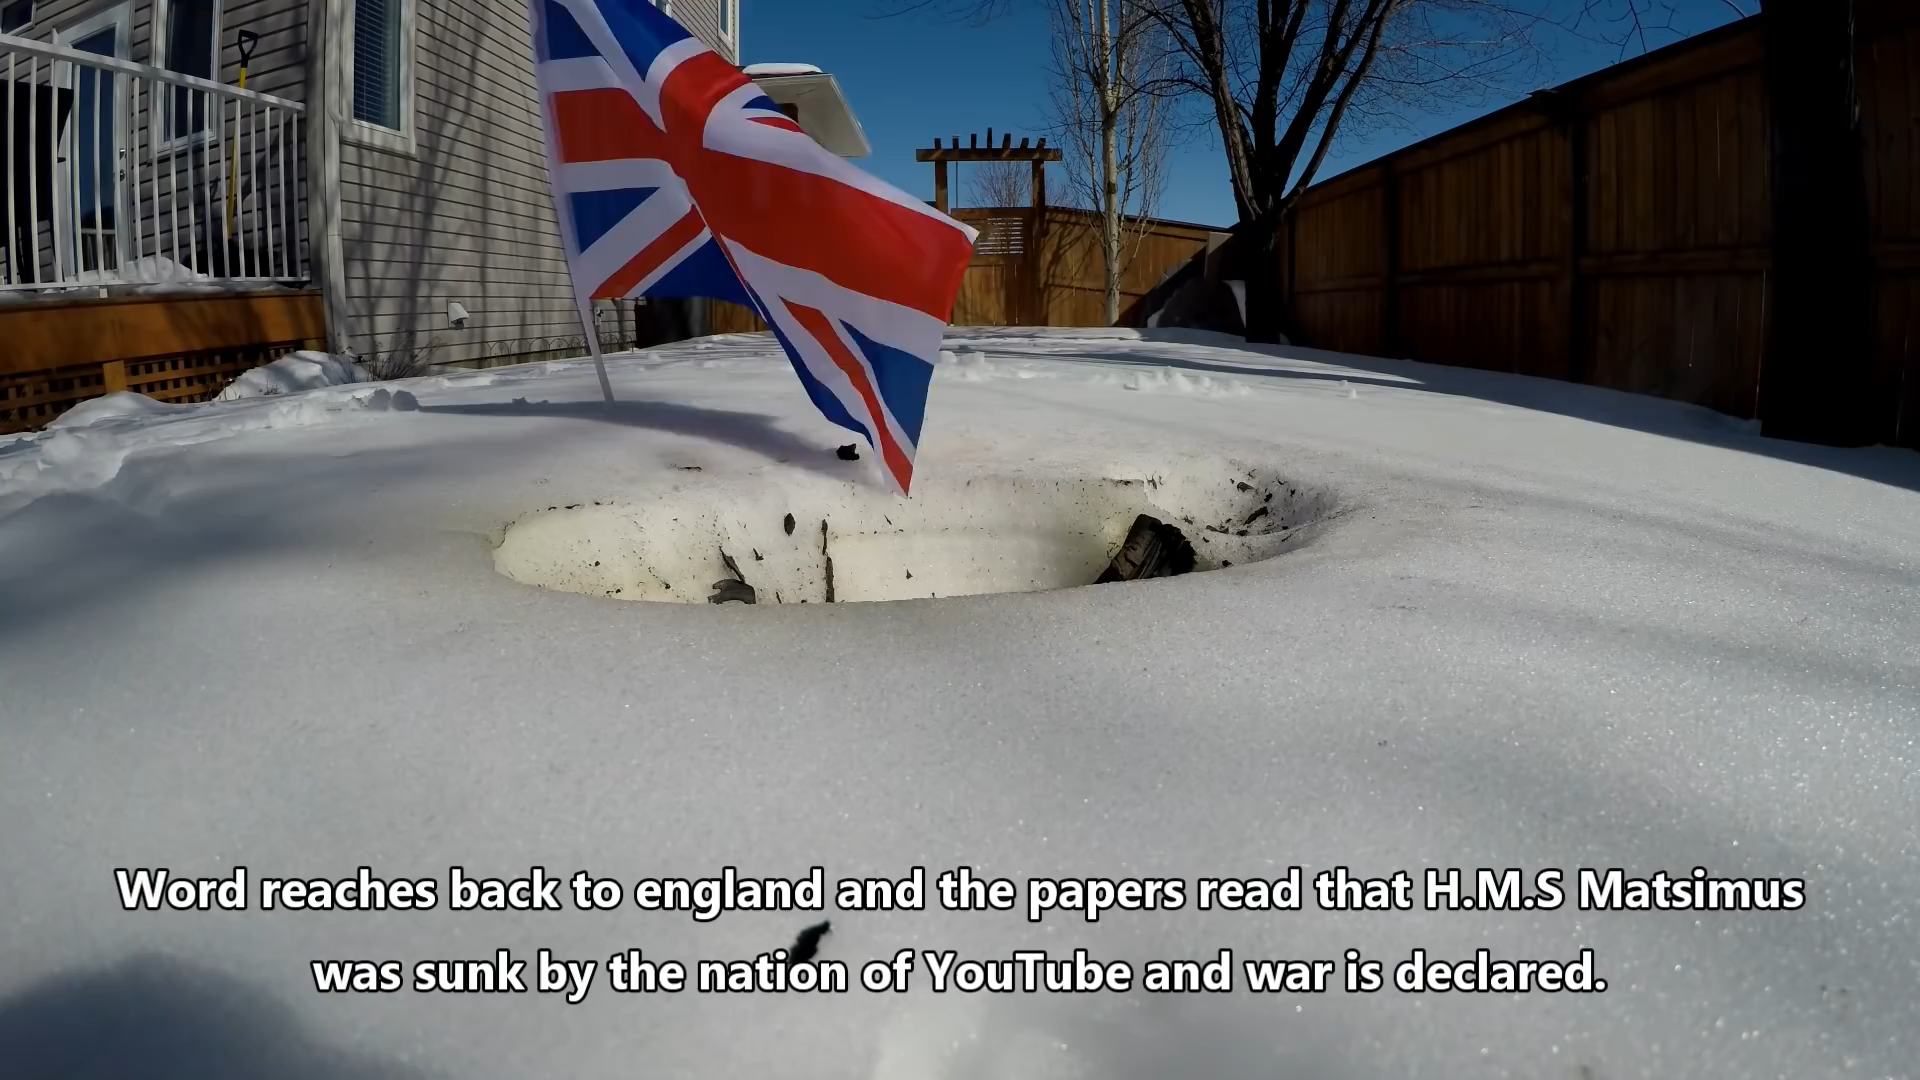 Word reaches back to england and the papers read that H.M.S Matsimus
was sunk by the nation of YouTube and war is declared.